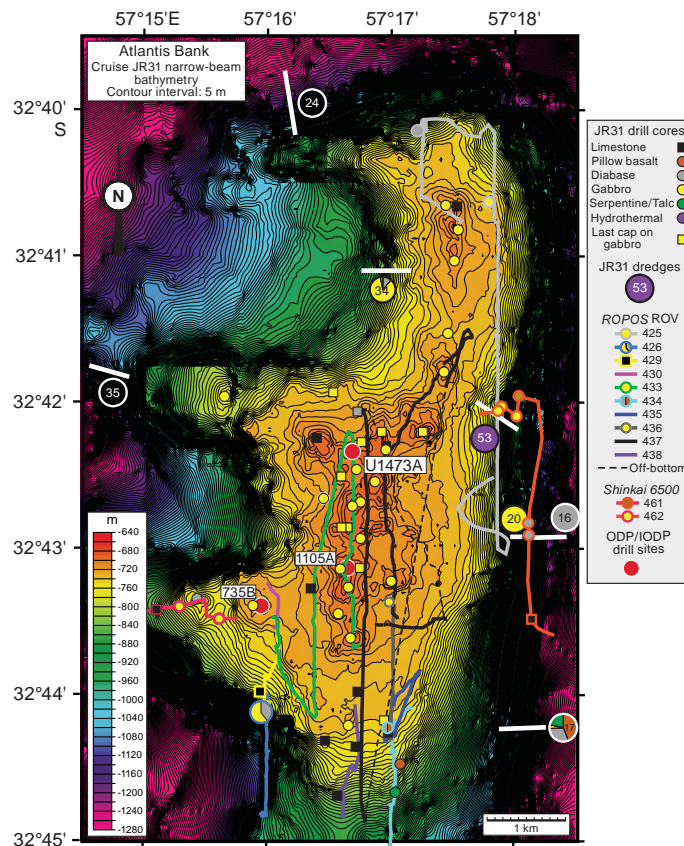 57°15'E
57°16'
57°17'
57°18'
Atlantis Bank
Cruise JR31 narrow-beam
bathymetry
Contour interval: 5 m
32°40'
S
24
N
32°41'
34
32°42'
35
53
U1473A
20
16
32°43'
1105A
735B
32°44'
17
32°45'
m
-640
-680
-720
-760
-800
-840
-880
-920
-960
-1000
-1040
-1080
-1120
-1160
-1200
-1240
-1280
1 km
JR31 drill cores
Limestone
Pillow basalt
Diabase
Gabbro
Serpentine/Talc
Hydrothermal
Last cap on
gabbro
JR31 dredges
53
ROPOS ROV
425
426
429
430
433
434
435
436
437
438
Off-bottom
Shinkai 6500
461
462
ODP/IODP
drill sites